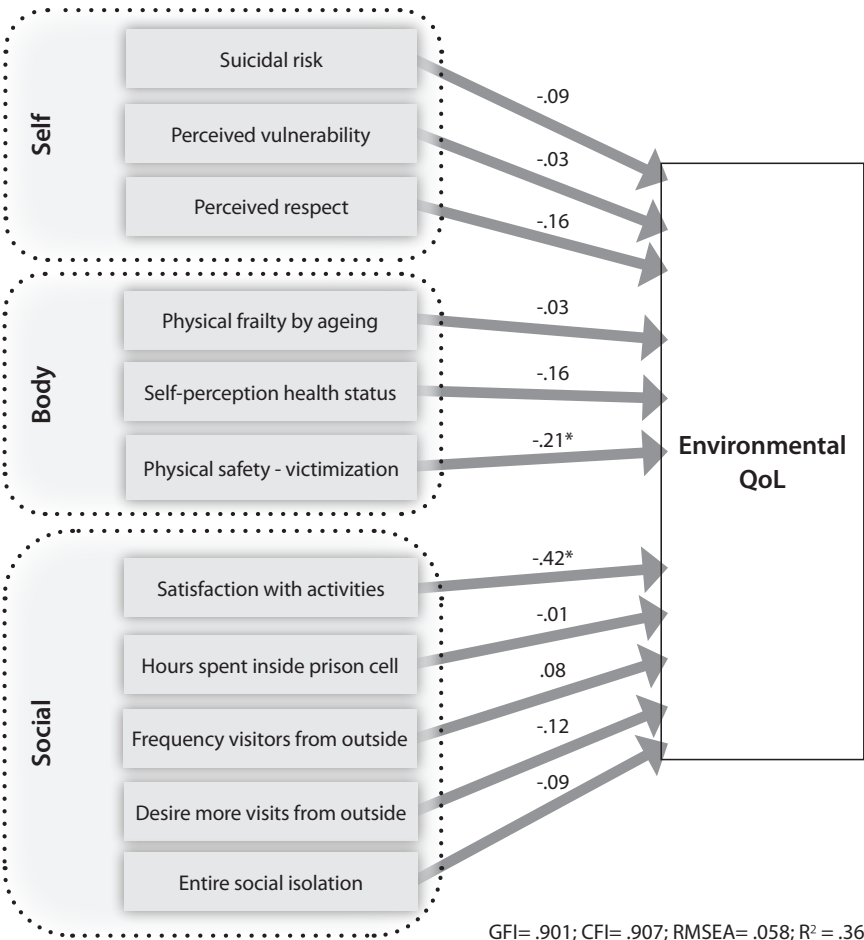 Self
Suicidal risk
-.09
Perceived vulnerability
-.03
Perceived respect
-.16
Body
Physical frailty by ageing
-.03
Self-perception health status
-.16
Physical safety - victimization
-.21*
Social
Satisfaction with activities
-.42*
Hours spent inside prison cell
-.01
Frequency visitors from outside
.08
Desire more visits from outside
-.12
Entire social isolation
-.09
Environmental
QoL
GFI= .901; CFI= .907; RMSEA= .058; R² = .36